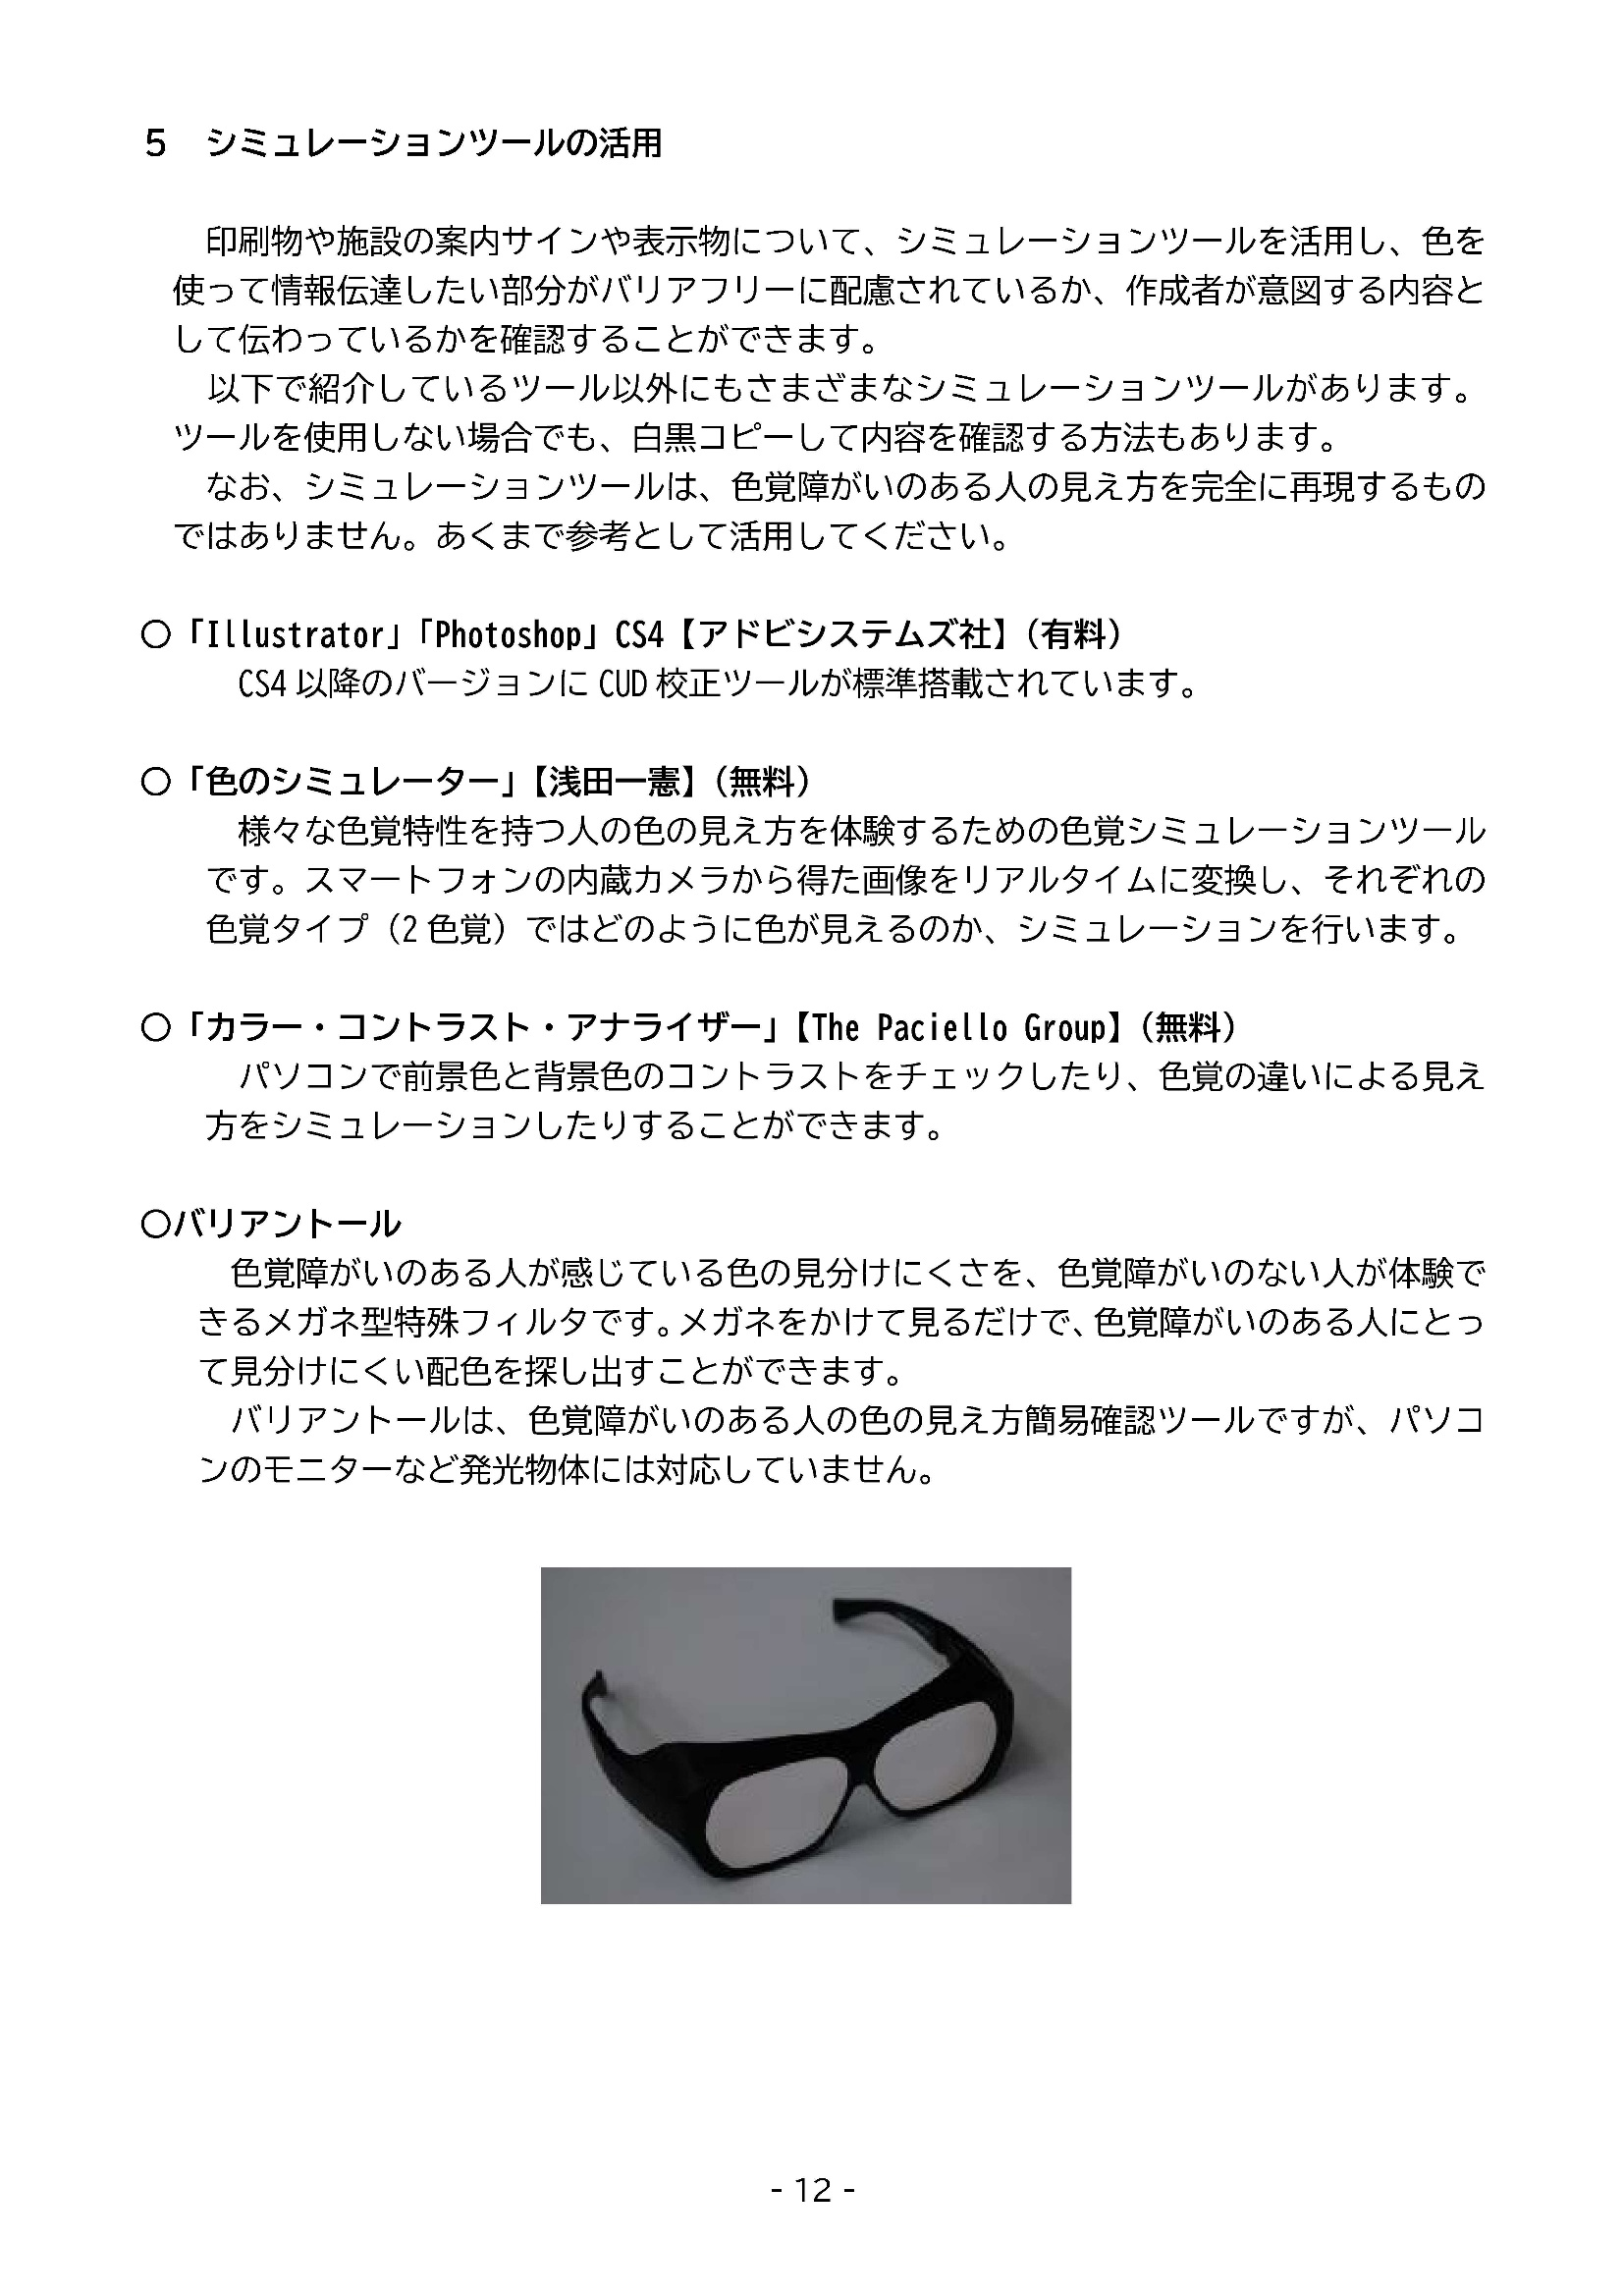 ５　シミュレーションツールの活用
印刷物や施設の案内サインや表示物について、シミュレーションツールを活用し、色を
使って情報伝達したい部分がバリアフリーに配慮されているか、作成者が意図する内容と
して伝わっているかを確認することができます。
以下で紹介しているツール以外にもさまざまなシミュレーションツールがあります。
ツールを使用しない場合でも、白黒コピーして内容を確認する方法もあります。
なお、シミュレーションツールは、色覚障がいのある人の見え方を完全に再現するもの
ではありません。あくまで参考として活用してください。
○「Illustrator」「Photoshop」CS4【アドビシステムズ社】（有料）
CS4 以降のバージョンに CUD 校正ツールが標準搭載されています。
○「色のシミュレーター」【浅田一憲】（無料）
様々な色覚特性を持つ人の色の見え方を体験するための色覚シミュレーションツール
です。スマートフォンの内蔵カメラから得た画像をリアルタイムに変換し、それぞれの
色覚タイプ（2 色覚）ではどのように色が見えるのか、シミュレーションを行います。
○「カラー・コントラスト・アナライザー」【The Paciello Group】（無料）
パソコンで前景色と背景色のコントラストをチェックしたり、色覚の違いによる見え
方をシミュレーションしたりすることができます。
○バリアントール
色覚障がいのある人が感じている色の見分けにくさを、色覚障がいのない人が体験で
きるメガネ型特殊フィルタです。メガネをかけて見るだけで、色覚障がいのある人にとっ
て見分けにくい配色を探し出すことができます。
バリアントールは、色覚障がいのある人の色の見え方簡易確認ツールですが、パソコ
ンのモニターなど発光物体には対応していません。
- 12 -